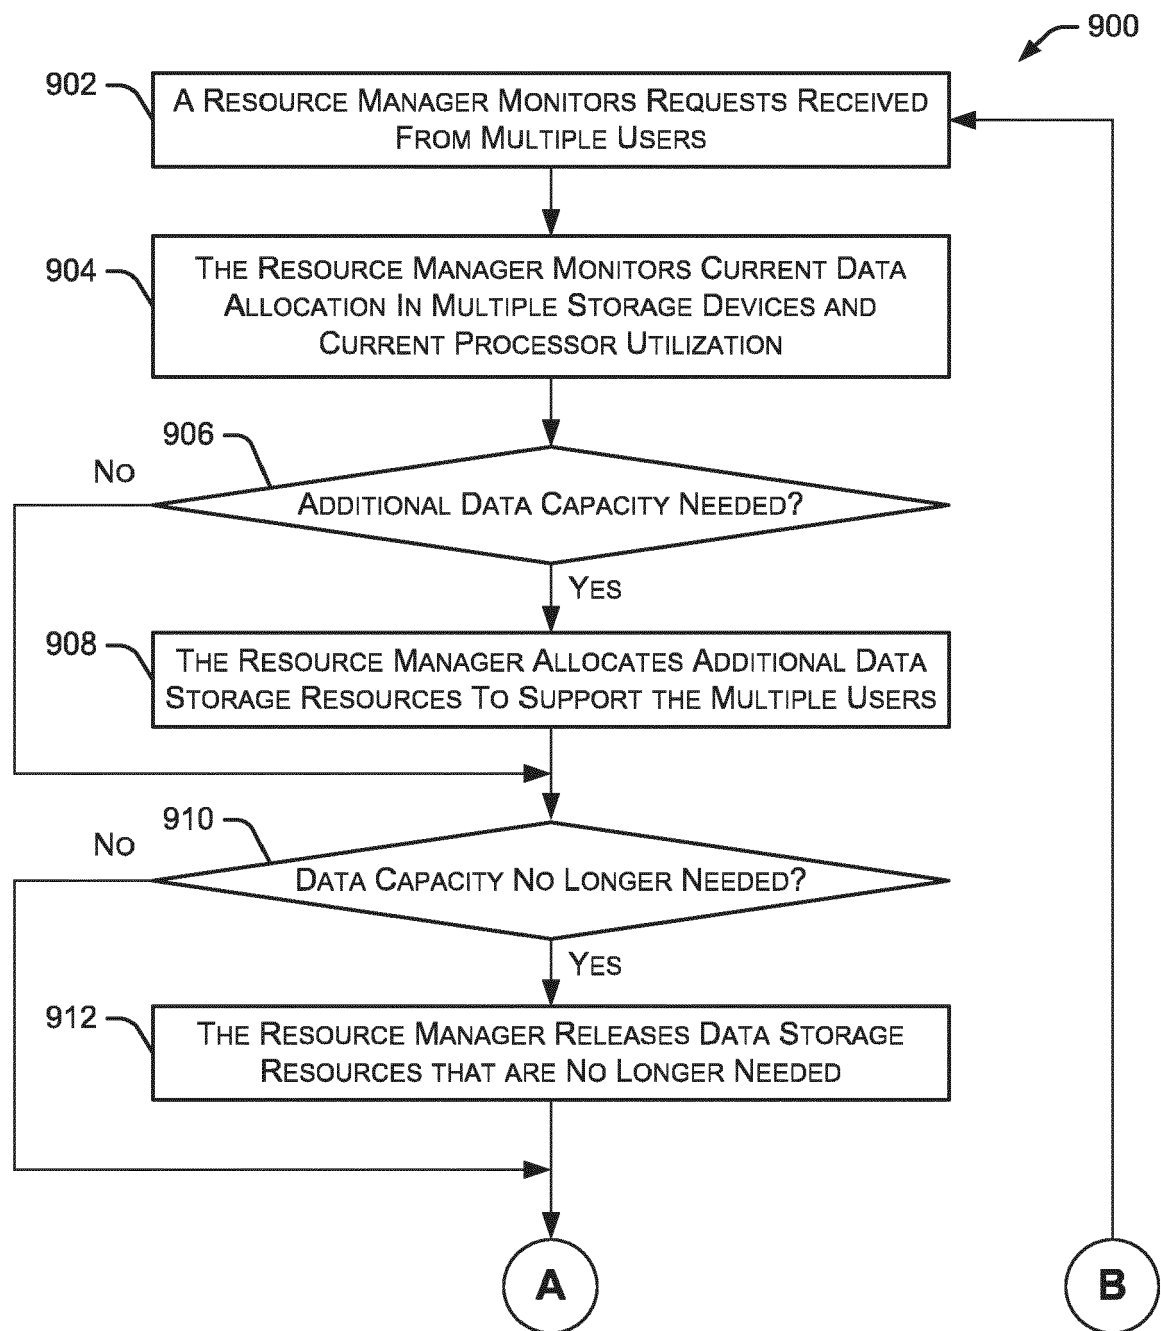 900
902
A RESOURCE MANAGER MONITORS REQUESTS RECEIVED
FROM MULTIPLE USERS
904
THE RESOURCE MANAGER MONITORS CURRENT DATA
ALLOCATION IN MULTIPLE STORAGE DEVICES AND
CURRENT PROCESSOR UTILIZATION
906
NO
ADDITIONAL DATA CAPACITY NEEDED?
YES
908
THE RESOURCE MANAGER ALLOCATES ADDITIONAL DATA
STORAGE RESOURCES TO SUPPORT THE MULTIPLE USERS
910
NO
DATA CAPACITY NO LONGER NEEDED?
YES
912
THE RESOURCE MANAGER RELEASES DATA STORAGE
RESOURCES THAT ARE NO LONGER NEEDED
A
B